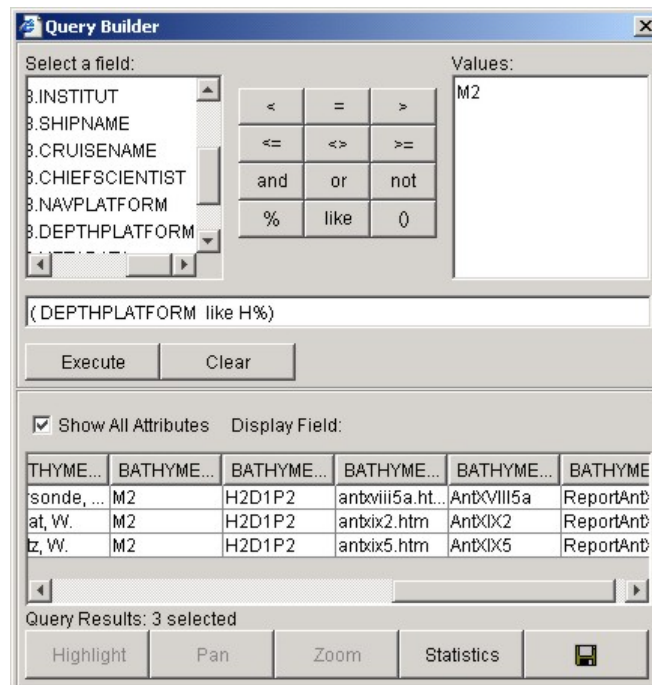 Query Builder
Select a field:
Values:
B.INSTITUT
B.SHIPNAME
B.CRUISENAME
B.CHIEFSCIENTIST
B.NAVPLATFORM
B.DEPTHPLATFORM
< = >
<= <> >=
and or not
% like ()
M2
( DEPTHPLATFORM like H%)
Execute Clear
Show All Attributes Display Field:
THYME... BATHYME... BATHYME... BATHYME... BATHYME... BATHYME
rsonde, ... M2 H2D1P2 antxviii5a.ht... AntXVIII5a ReportAntX
at, W. M2 H2D1P2 antxix2.htm AntXIX2 ReportAntX
tz, W. M2 H2D1P2 antxix5.htm AntXIX5 ReportAntX
Query Results: 3 selected
Highlight Pan Zoom Statistics